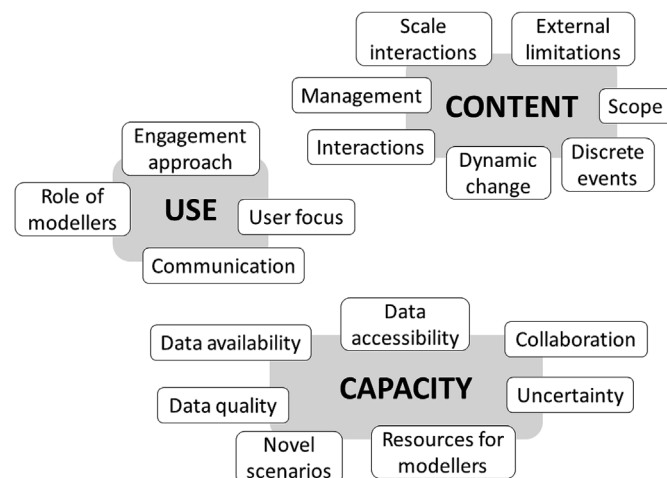 Scale
interactions
External
limitations
Management
CONTENT
Scope
Interactions
Dynamic
change
Discrete
events
Engagement
approach
Role of
modellers
USE
User focus
Communication
Data availability
Data
accessibility
Collaboration
CAPACITY
Data quality
Uncertainty
Novel
scenarios
Resources for
modellers